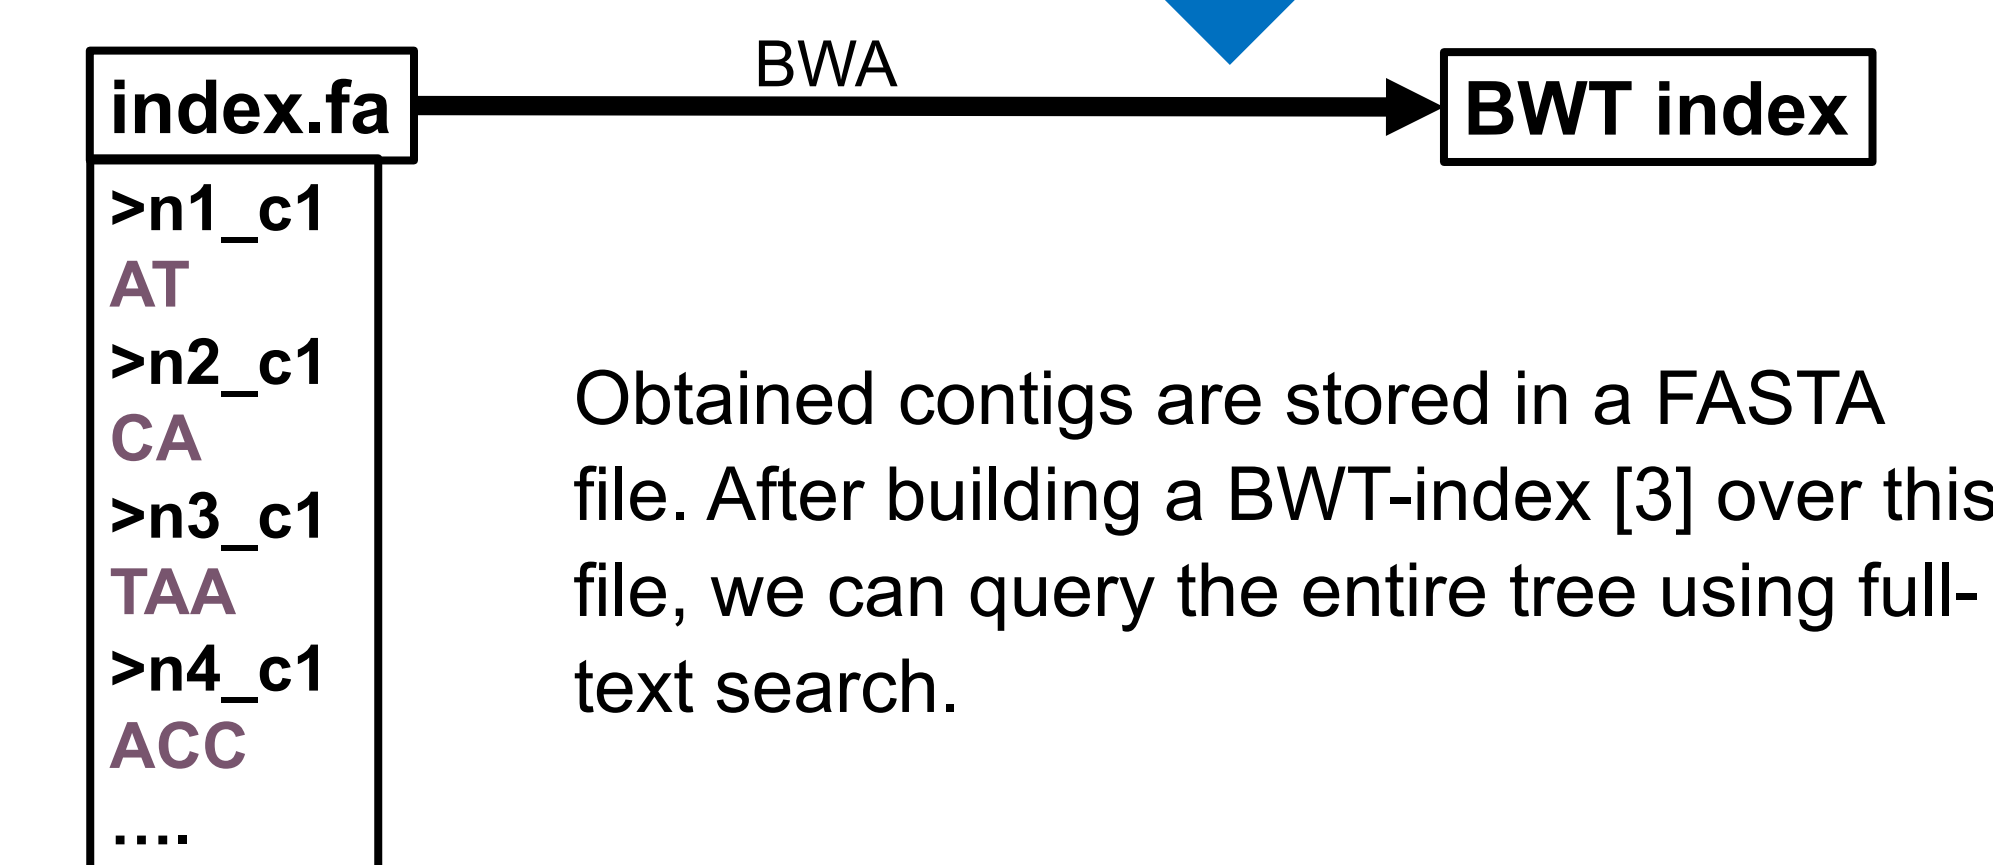 BWA
index.fa
BWT index
>n1_c1
AT
>n2_c1
CA
>n3_c1
TAA
>n4_c1
ACC
....
Obtained contigs are stored in a FASTA
file. After building a BWT-index [3] over this
file, we can query the entire tree using full-
text search.